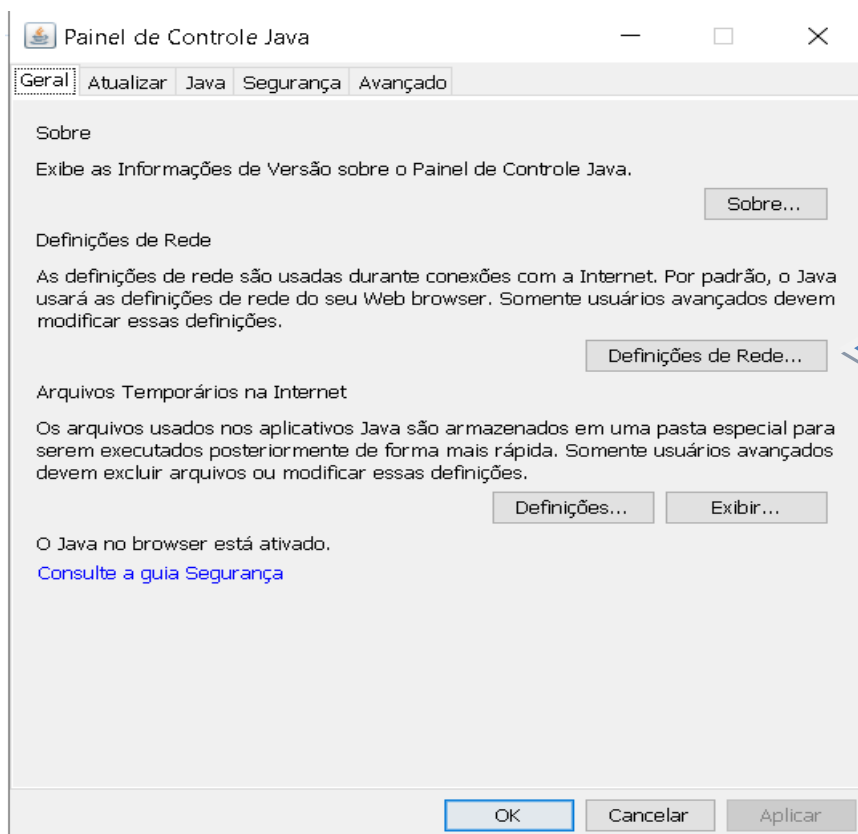 Painel de Controle Java
Geral Atualizar Java Segurança Avançado
Sobre
Exibe as Informações de Versão sobre o Painel de Controle Java.
Sobre...
Definições de Rede
As definições de rede são usadas durante conexões com a Internet. Por padrão, o Java
usará as definições de rede do seu Web browser. Somente usuários avançados devem
modificar essas definições.
Definições de Rede...
Arquivos Temporários na Internet
Os arquivos usados nos aplicativos Java são armazenados em uma pasta especial para
serem executados posteriormente de forma mais rápida. Somente usuários avançados
devem excluir arquivos ou modificar essas definições.
Definições... Exibir...
O Java no browser está ativado.
Consulte a guia Segurança
OK Cancelar Aplicar